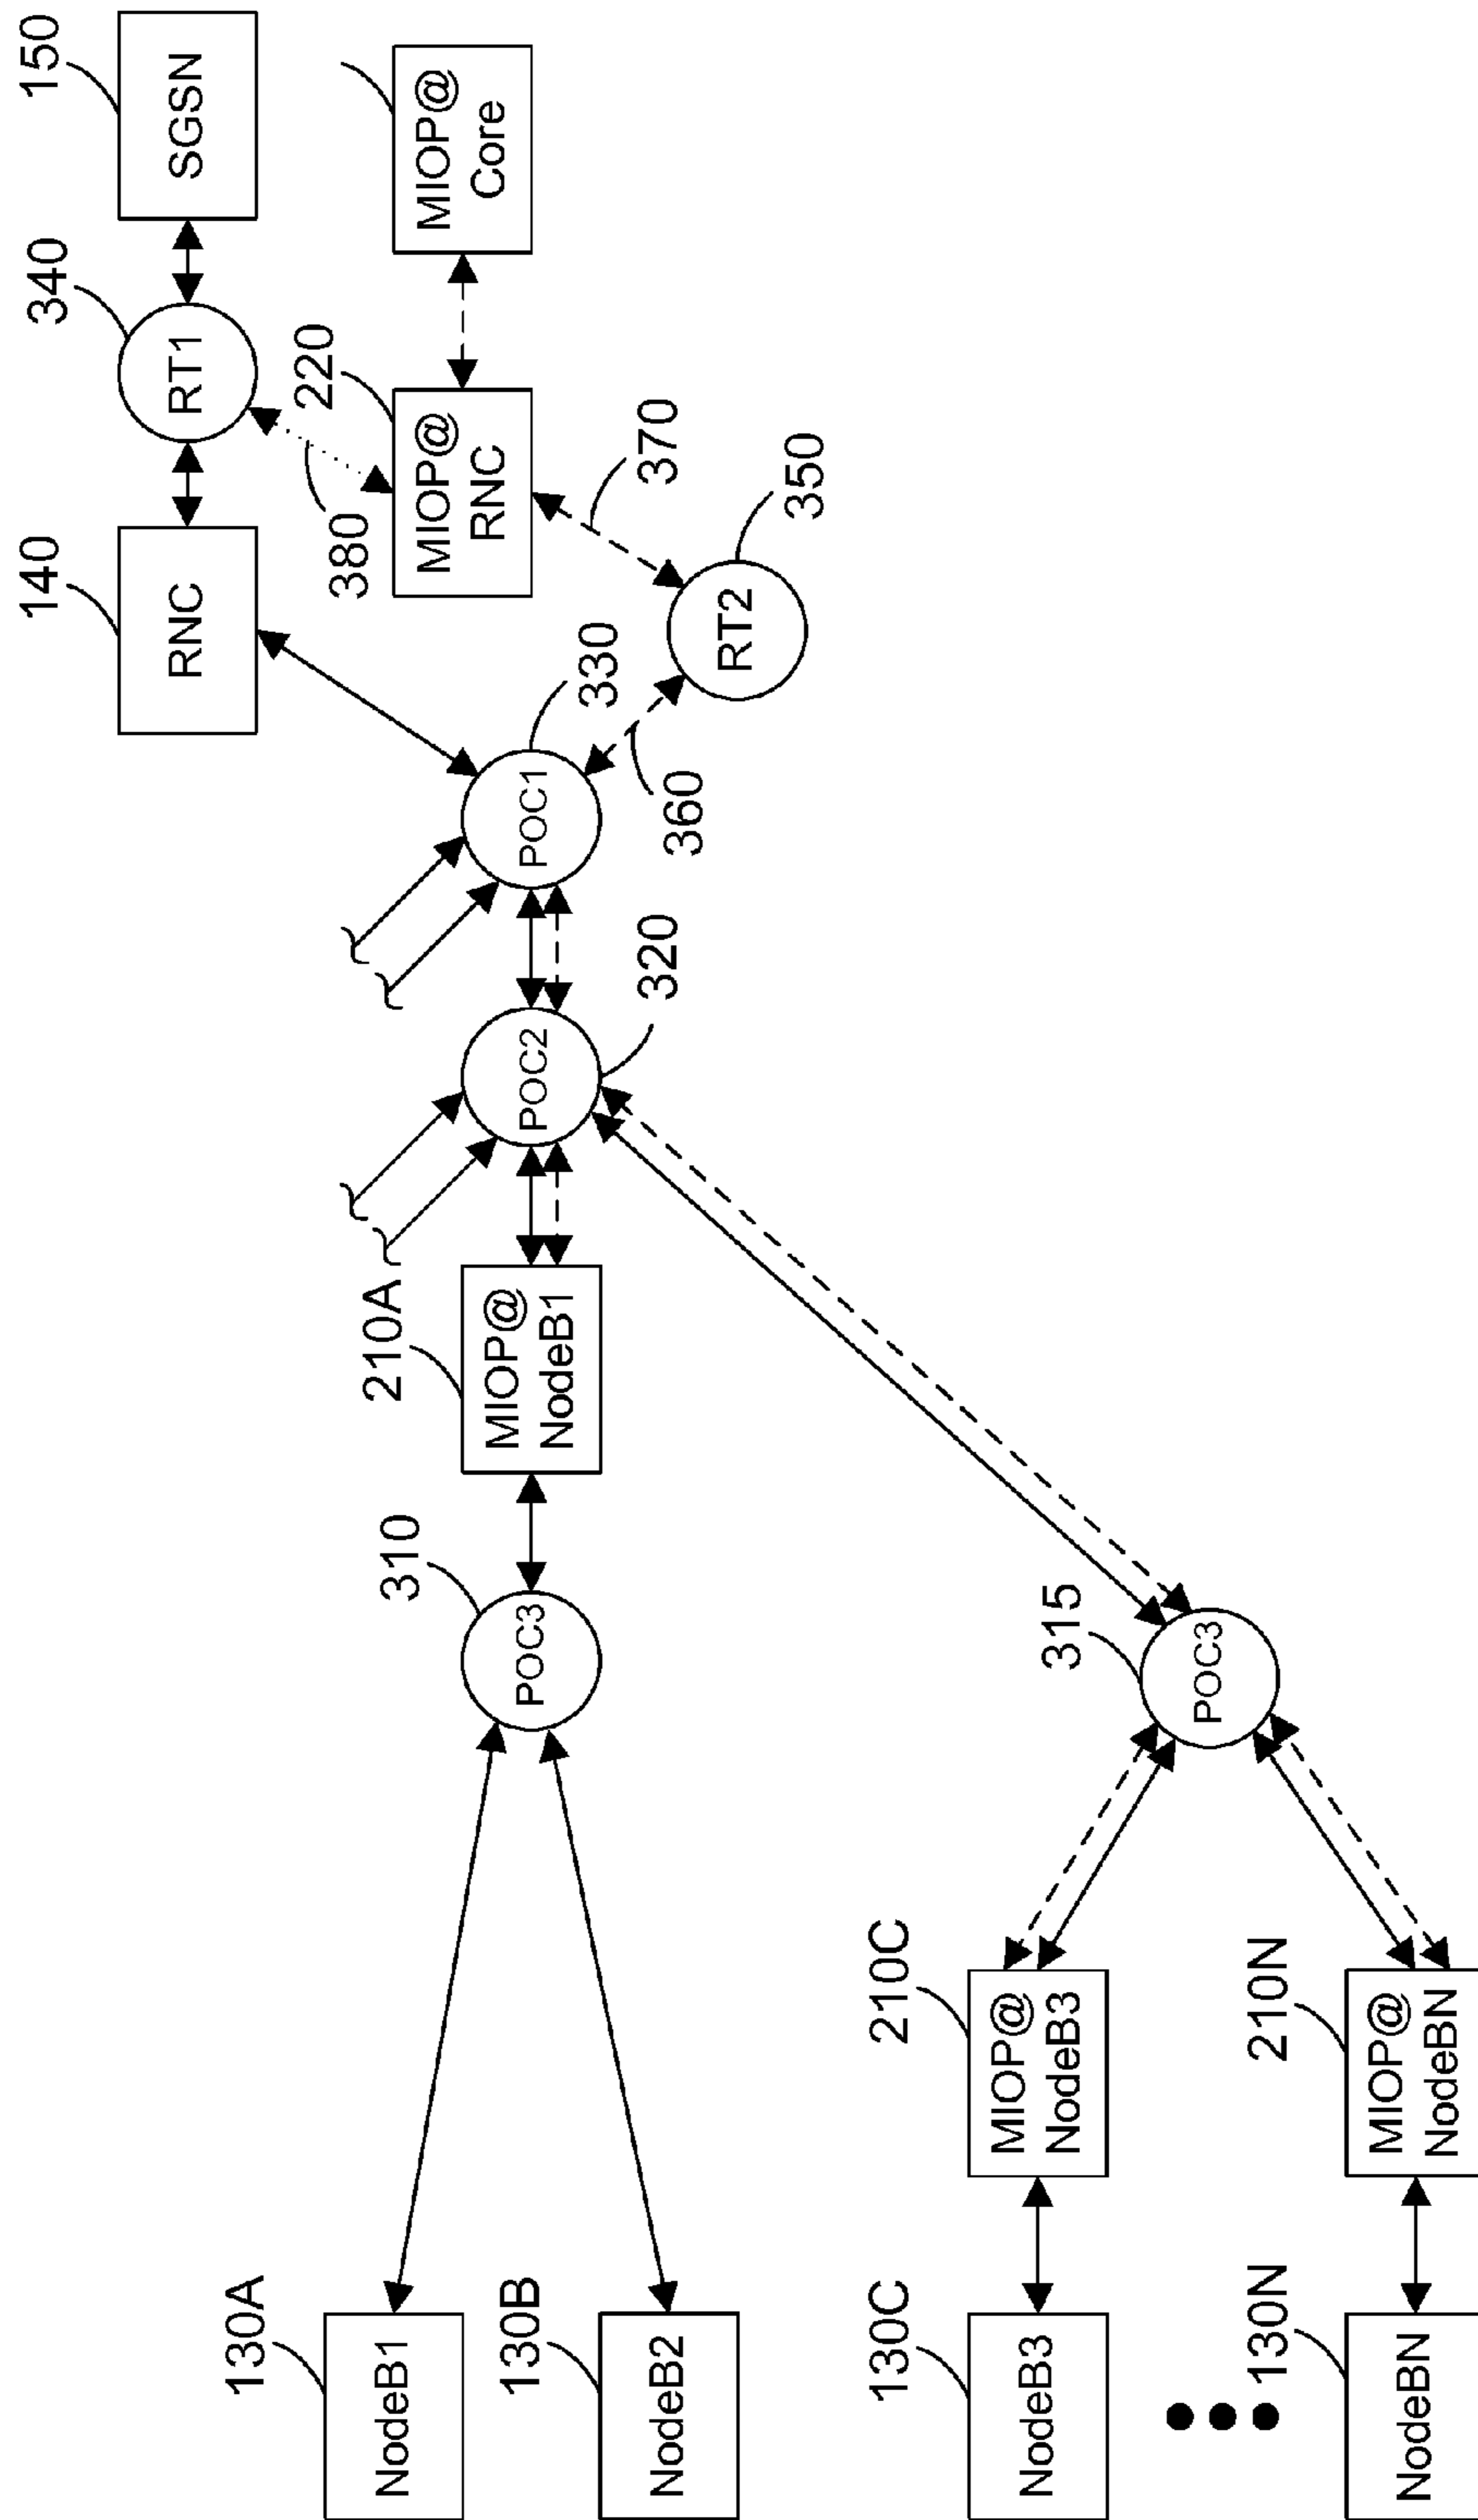 130A
NodeB1
130B
NodeB2
130C
NodeB3
130N
NodeBN
210C
MIOP@
NodeB3
210N
MIOP@
NodeBN
310
POC3
315
POC3
210A
MIOP@
NodeB1
320
POC2
330
POC1
360
140
RNC
380
220
MIOP@
RNC
370
RT2
350
340
RT1
150
SGSN
MIOP@
Core